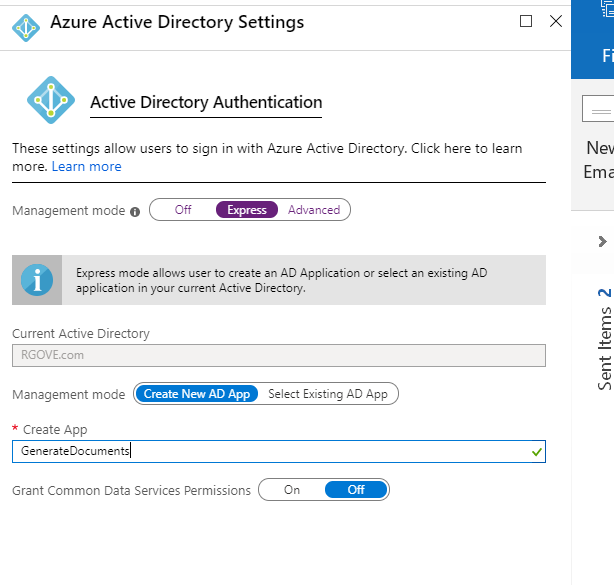 Azure Active Directory Settings
Active Directory Authentication
These settings allow users to sign in with Azure Active Directory. Click here to learn
more. Learn more
Management mode
Off Express Advanced
Express mode allows user to create an AD Application or select an existing AD
application in your current Active Directory.
Current Active Directory
RGOVE.com
Management mode
Create New AD App Select Existing AD App
* Create App
GenerateDocuments
Grant Common Data Services Permissions
On Off
Fi
New
Ema
Sent Items 2